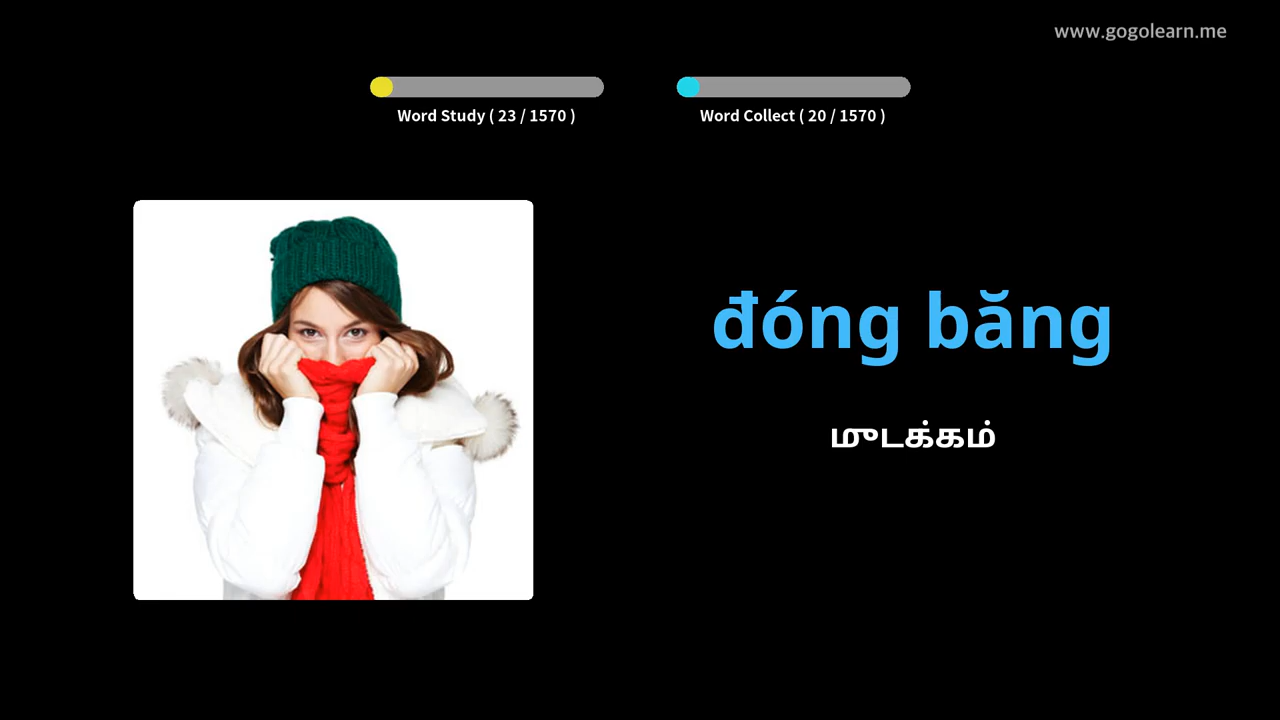 www.gogolearn.me
Word Study ( 23 / 1570 )
Word Collect ( 20 / 1570 )
đóng băng
முடக்கம்